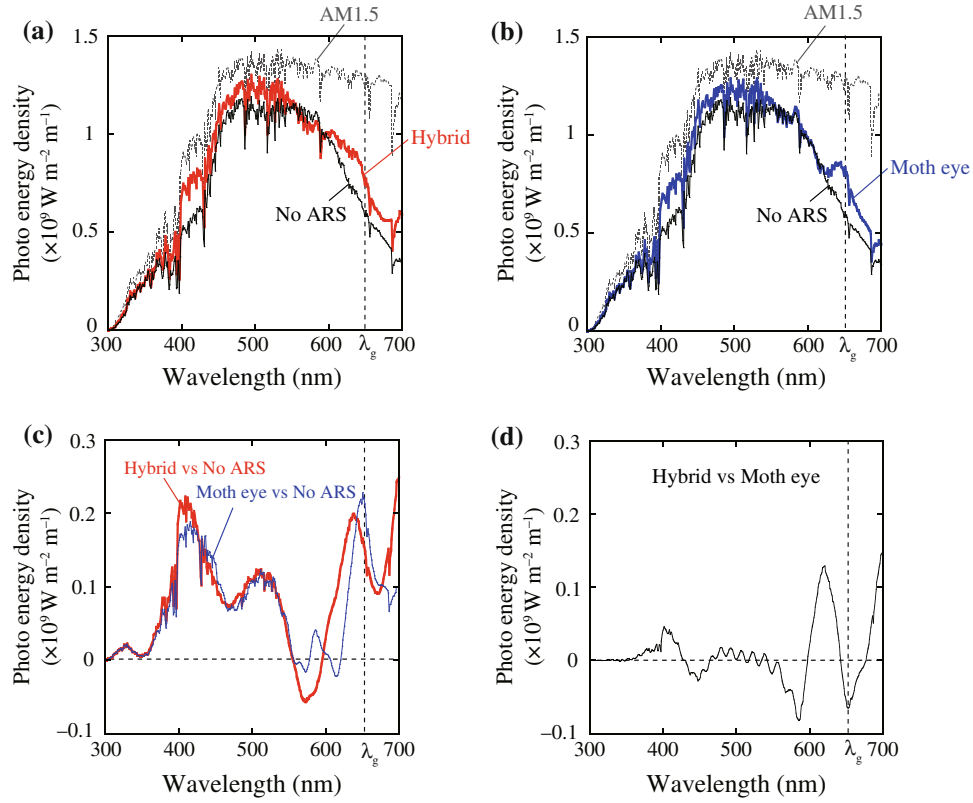 (a)
AM1.5
1.5
1
0.5
0
Photo energy density
(×10⁹ W m⁻² m⁻¹)
Hybrid
No ARS
300 400 500 600 λg 700
Wavelength (nm)
(b)
AM1.5
1.5
1
0.5
0
Photo energy density
(×10⁹ W m⁻² m⁻¹)
Moth eye
No ARS
300 400 500 600 λg 700
Wavelength (nm)
(c)
0.3
0.2
0.1
0
−0.1
Photo energy density
(×10⁹ W m⁻² m⁻¹)
Hybrid vs No ARS
Moth eye vs No ARS
300 400 500 600 λg 700
Wavelength (nm)
(d)
0.3
0.2
0.1
0
−0.1
Photo energy density
(×10⁹ W m⁻² m⁻¹)
Hybrid vs Moth eye
300 400 500 600 λg 700
Wavelength (nm)